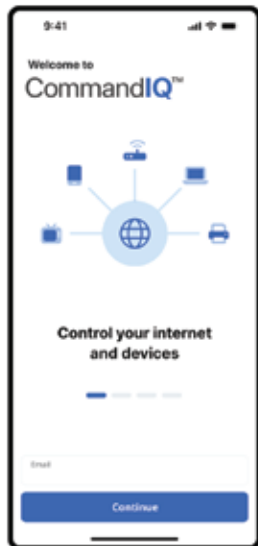 9:41
Welcome to
CommandIQ™
Control your internet
and devices
Email
Continue